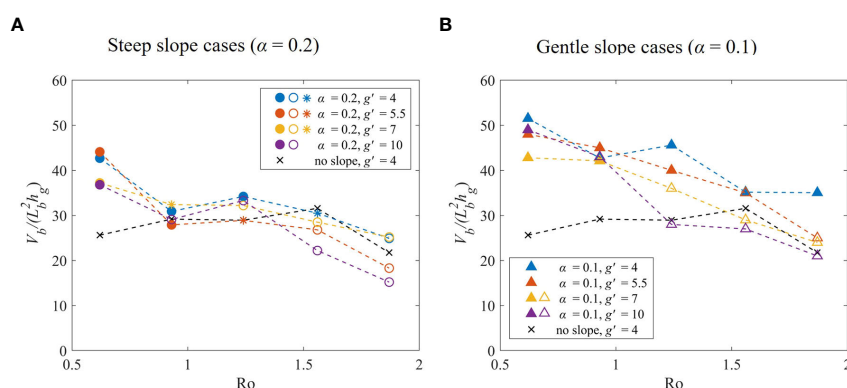 A
Steep slope cases (α = 0.2)
60
50
40
30
20
10
0
V_b/(L_b^2 h_g)
α = 0.2, g′ = 4
α = 0.2, g′ = 5.5
α = 0.2, g′ = 7
α = 0.2, g′ = 10
no slope, g′ = 4
0.5
1
1.5
2
Ro
B
Gentle slope cases (α = 0.1)
60
50
40
30
20
10
0
V_b/(L_b^2 h_g)
α = 0.1, g′ = 4
α = 0.1, g′ = 5.5
α = 0.1, g′ = 7
α = 0.1, g′ = 10
no slope, g′ = 4
0.5
1
1.5
2
Ro